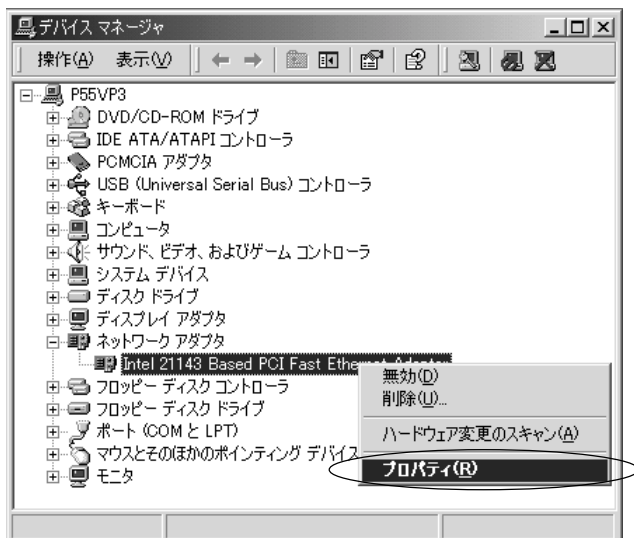 デバイス マネージャ
操作(A) 表示(V)
P55VP3
DVD/CD-ROM ドライブ
IDE ATA/ATAPI コントローラ
PCMCIA アダプタ
USB (Universal Serial Bus) コントローラ
キーボード
コンピュータ
サウンド、ビデオ、およびゲーム コントローラ
システム デバイス
ディスク ドライブ
ディスプレイ アダプタ
ネットワーク アダプタ
Intel 21143 Based PCI Fast Ethernet Adapter
無効(D)
削除(U)...
フロッピー ディスク コントローラ
フロッピー ディスク ドライブ
ハードウェア変更のスキャン(A)
ポート (COM と LPT)
マウスとそのほかのポインティング デバイス
プロパティ(R)
モニタ